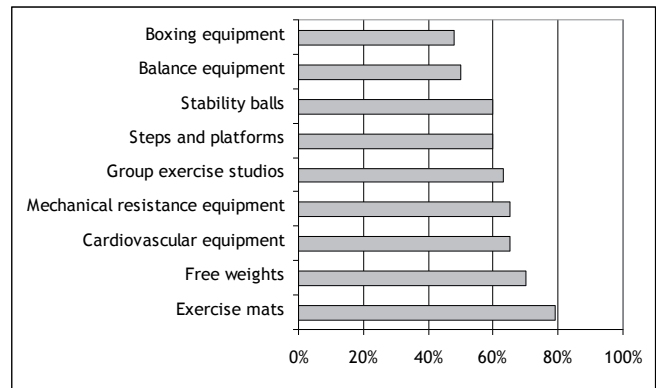 Boxing equipment
Balance equipment
Stability balls
Steps and platforms
Group exercise studios
Mechanical resistance equipment
Cardiovascular equipment
Free weights
Exercise mats
0% 20% 40% 60% 80% 100%